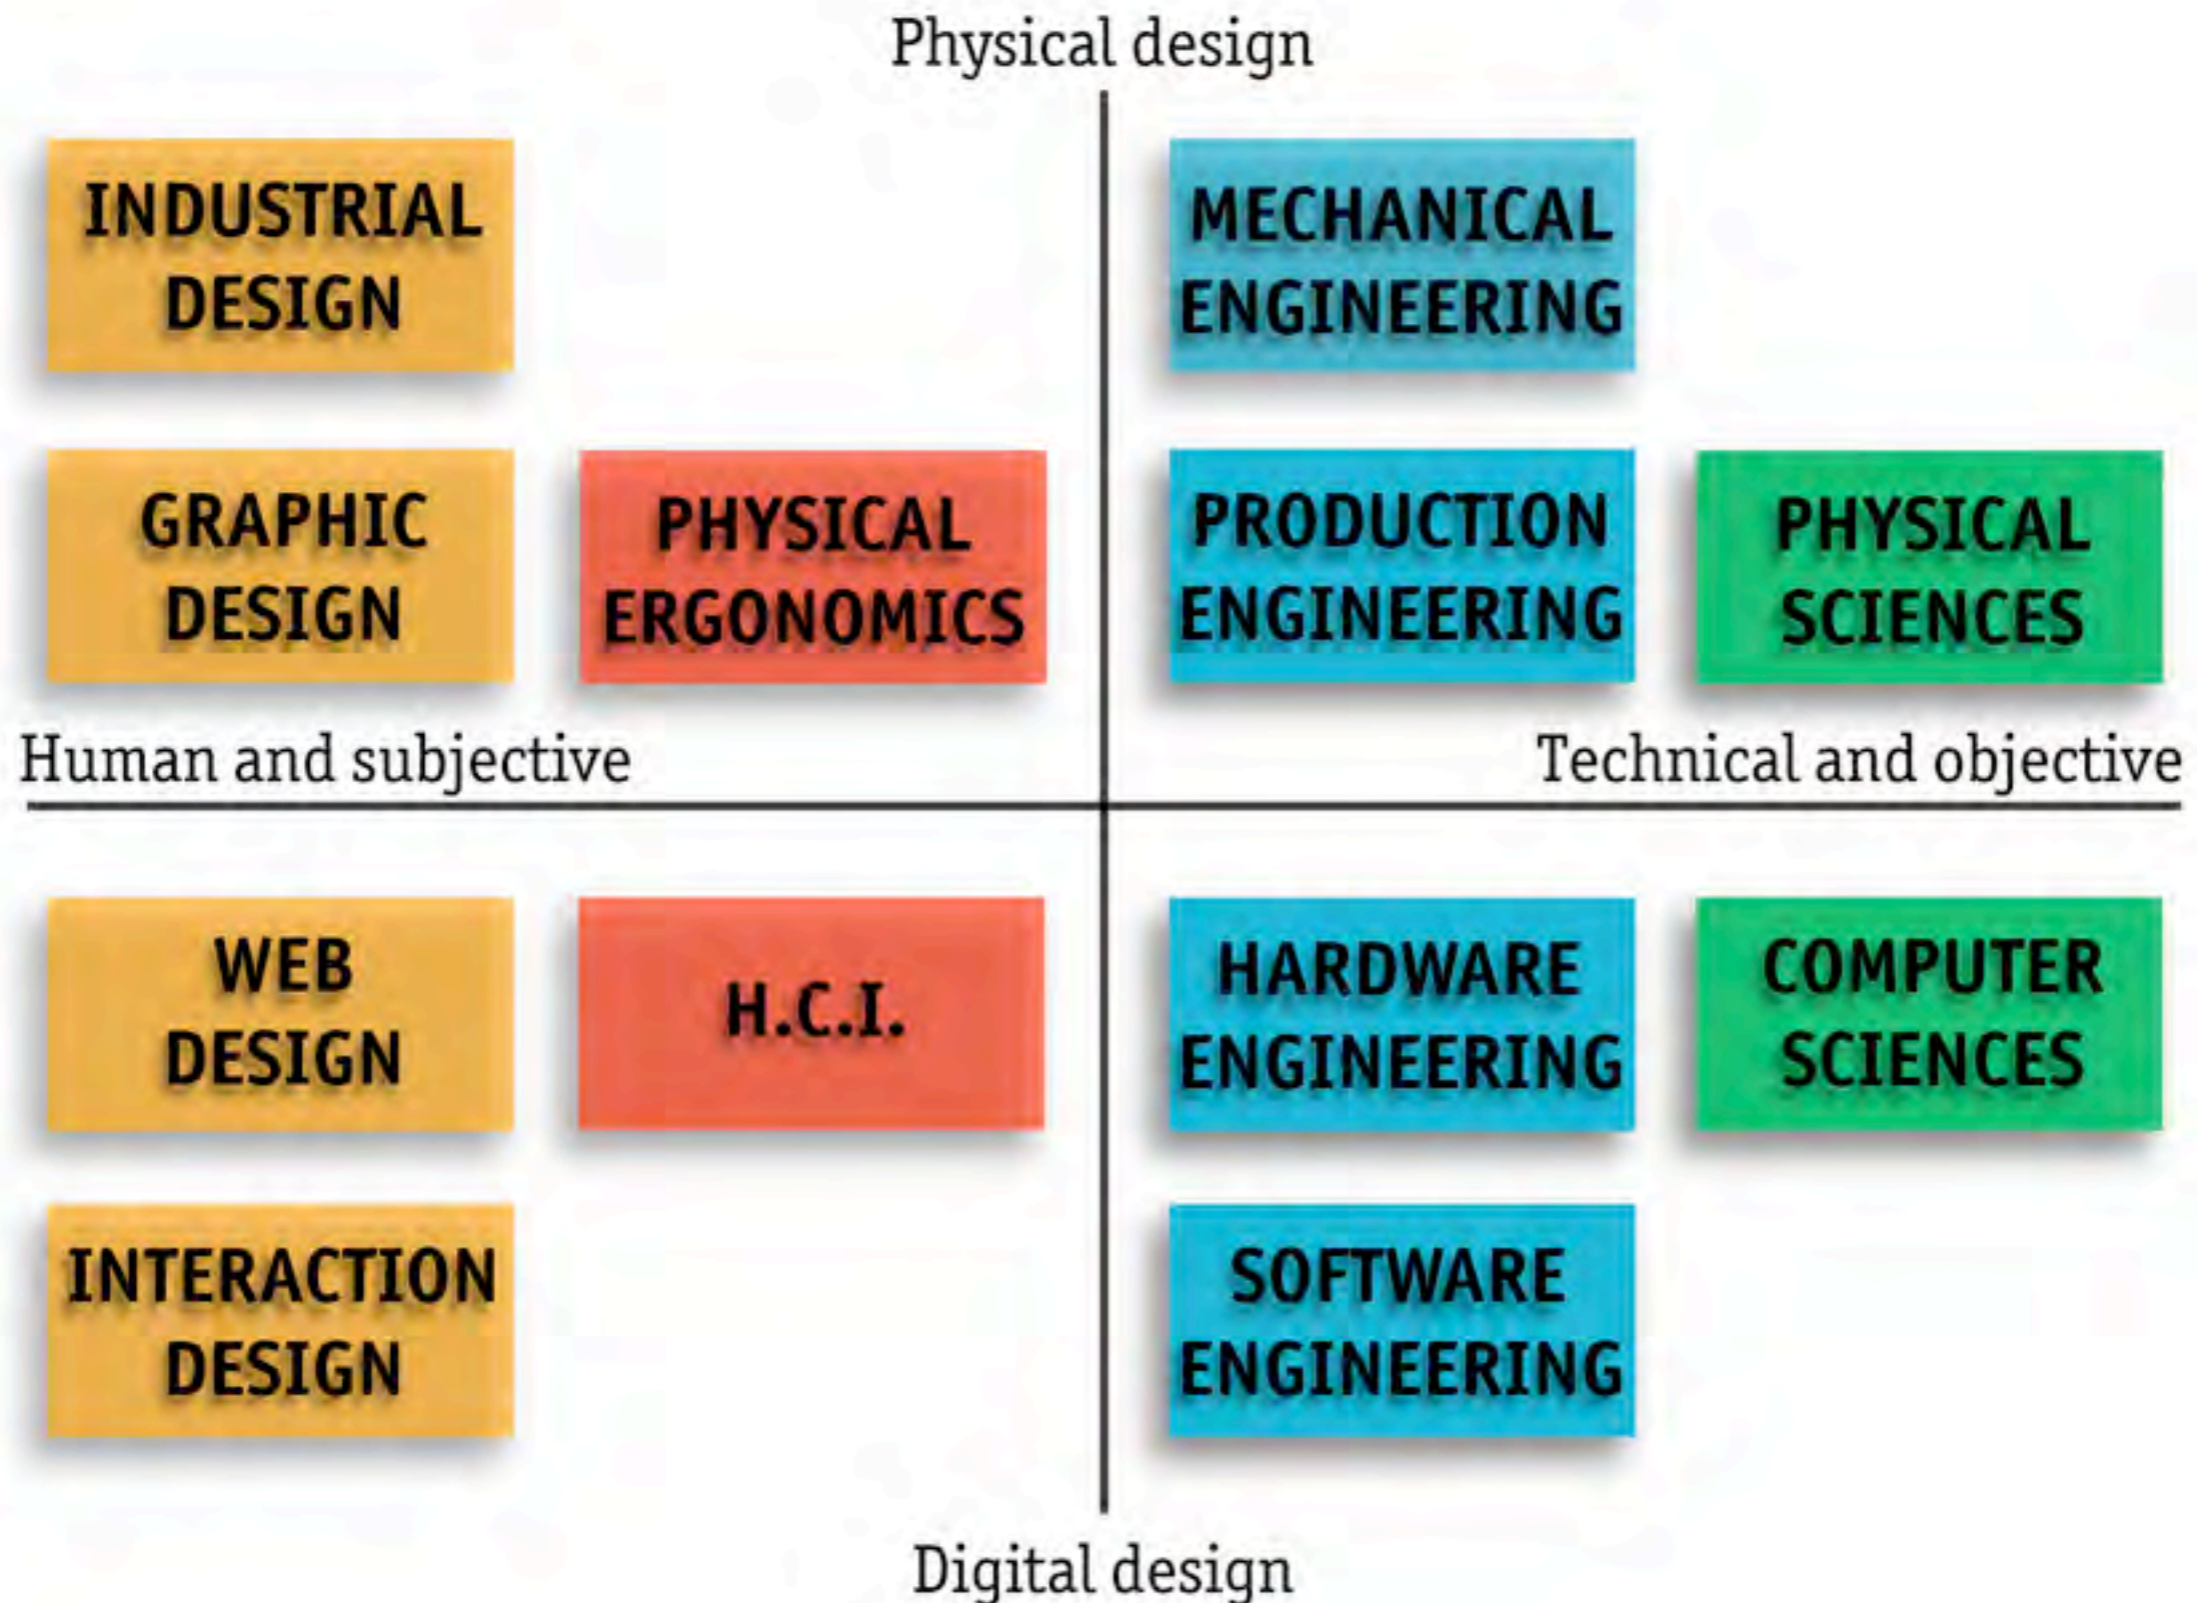 Physical design
INDUSTRIAL
DESIGN
MECHANICAL
ENGINEERING
GRAPHIC
DESIGN
PHYSICAL
ERGONOMICS
PRODUCTION
ENGINEERING
PHYSICAL
SCIENCES
Human and subjective
Technical and objective
WEB
DESIGN
H.C.I.
HARDWARE
ENGINEERING
COMPUTER
SCIENCES
INTERACTION
DESIGN
SOFTWARE
ENGINEERING
Digital design